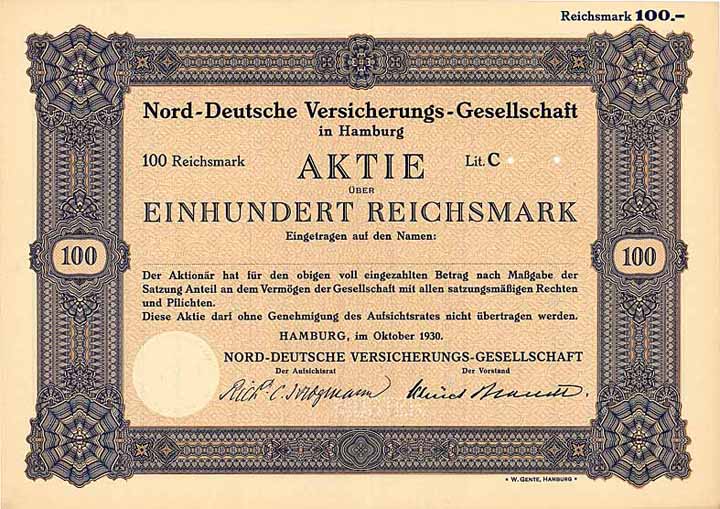 Reichsmark 100.–
Nord-Deutsche Versicherungs-Gesellschaft
in Hamburg
100 Reichsmark AKTIE Lit. C
ÜBER
EINHUNDERT REICHSMARK
Eingetragen auf den Namen:
100 100
Der Aktionär hat für den obigen voll eingezahlten Betrag nach Maßgabe der
Satzung Anteil an dem Vermögen der Gesellschaft mit allen satzungsmäßigen Rechten
und Pflichten.
Diese Aktie darf ohne Genehmigung des Aufsichtsrates nicht übertragen werden.
HAMBURG, im Oktober 1930.
NORD-DEUTSCHE VERSICHERUNGS-GESELLSCHAFT
Der Aufsichtsrat Der Vorstand
Rich. C.
* W. GENTE, HAMBURG *